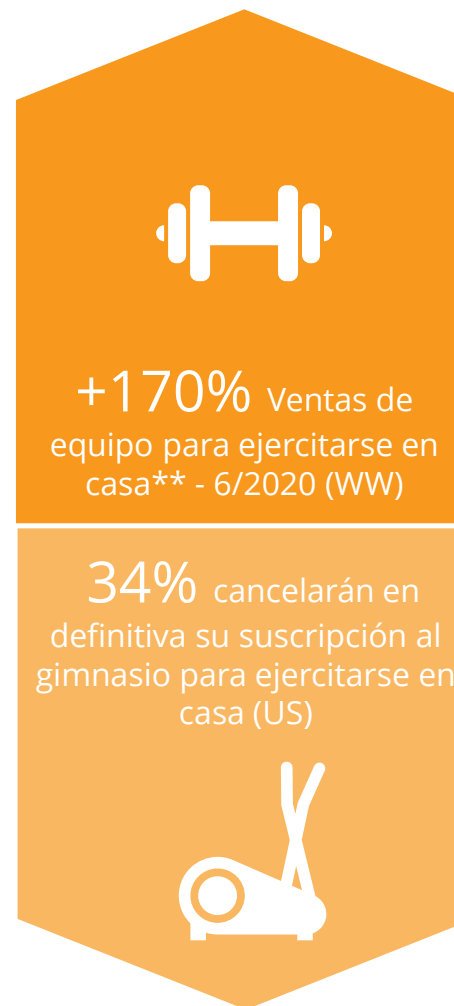 +170% Ventas de
equipo para ejercitarse en
casa** - 6/2020 (WW)
34% cancelarán en
definitiva su suscripción al
gimnasio para ejercitarse en
casa (US)